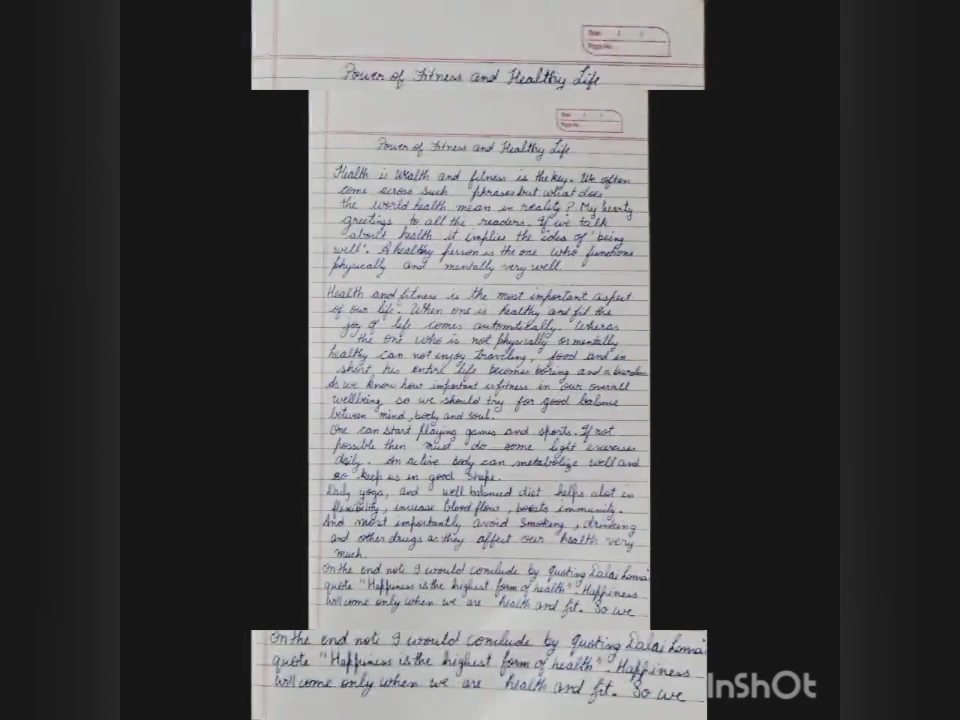 Date / /
Page No.
Power of Fitness and Healthy Life
Date / /
Page No.
Power of Fitness and Healthy Life
Health is Wealth and fitness is the key. We often
come across such phrases but what does
the world health mean in reality? My hearty
greetings to all the readers. If we talk
about health it implies the idea of "being
well". A healthy person is the one who functions
physically and mentally very well.
Health and fitness is the most important aspect
of our life. When one is healthy and fit the
joy of life comes automitically. Wheras
the one who is not physically or mentally
healthy can not enjoy traveling, food and in
short his entire life becomes boring and a burden
As we know how important is fitness in our overall
wellbeing so we should try for good balance
between mind, body and soul.
One can start playing games and sports. If not
possible then must do some light exercises
daily. An active body can metabolize well and
so keep us in good shape.
Daily yoga, and well balanced diet helps alot in
flexibility, increase blood flow, boosts immunity.
And most importantly avoid smoking, drinking
and other drugs as they affect our health very
much.
On the end note I would conclude by quoting Dalai Lama's
quote "Happiness is the highest form of health". Happiness
will come only when we are health and fit. So we
On the end note I would conclude by quoting Dalai Lama's
quote "Happiness is the highest form of health". Happiness
will come only when we are health and fit. So we
InShOt